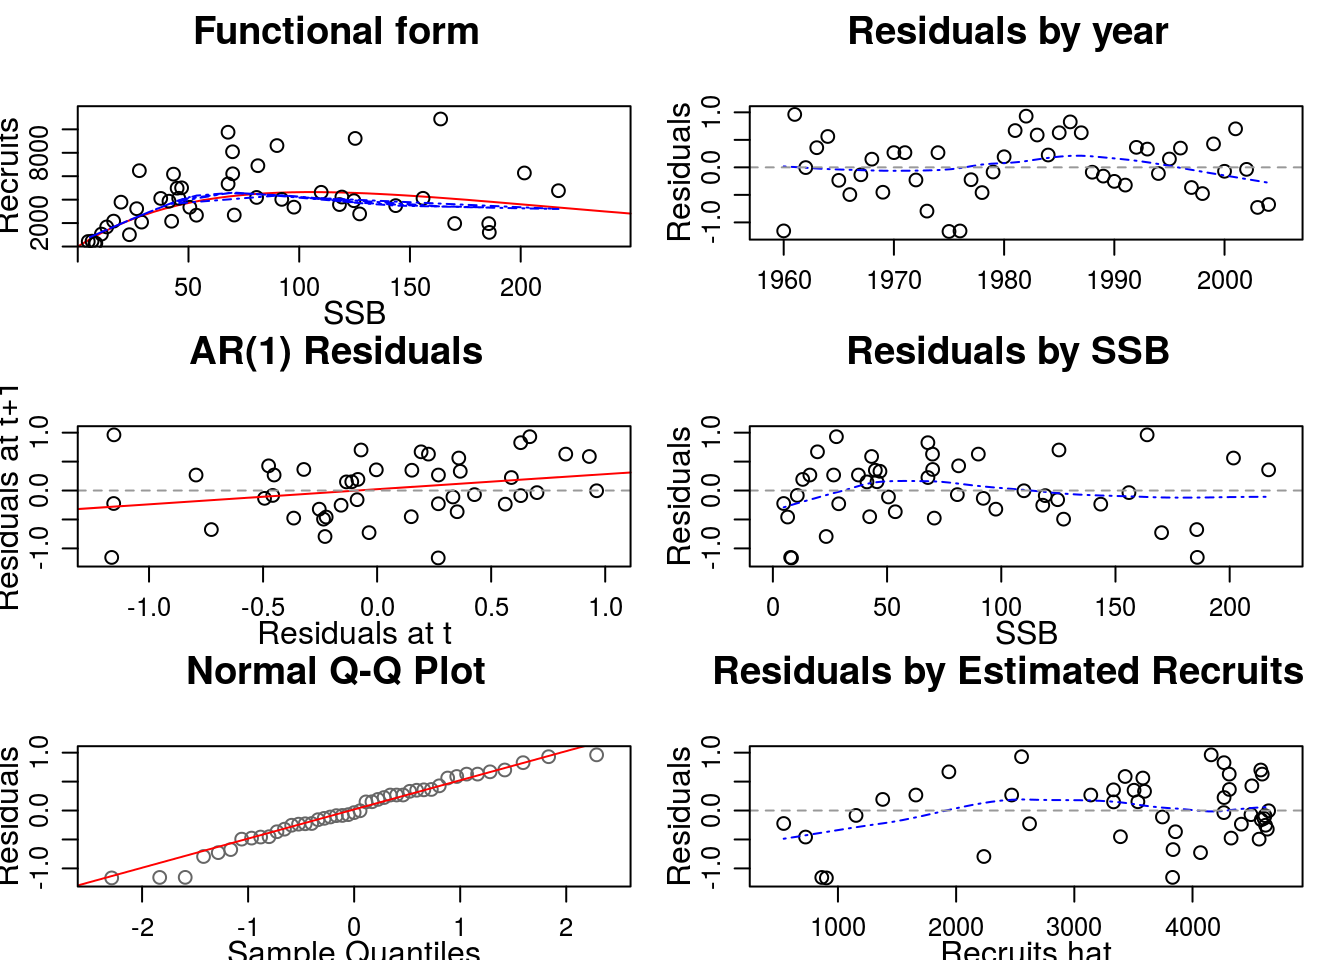 Functional form
Recruits
2000 8000
50 100 150 200
SSB
Residuals by year
Residuals
-1.0 0.0 1.0
1960 1970 1980 1990 2000
AR(1) Residuals
Residuals at t+1
-1.0 0.0 1.0
-1.0 -0.5 0.0 0.5 1.0
Residuals at t
Residuals by SSB
Residuals
-1.0 0.0 1.0
0 50 100 150 200
SSB
Normal Q-Q Plot
Residuals
-1.0 0.0 1.0
-2 -1 0 1 2
Sample Quantiles
Residuals by Estimated Recruits
Residuals
-1.0 0.0 1.0
1000 2000 3000 4000
Recruits hat